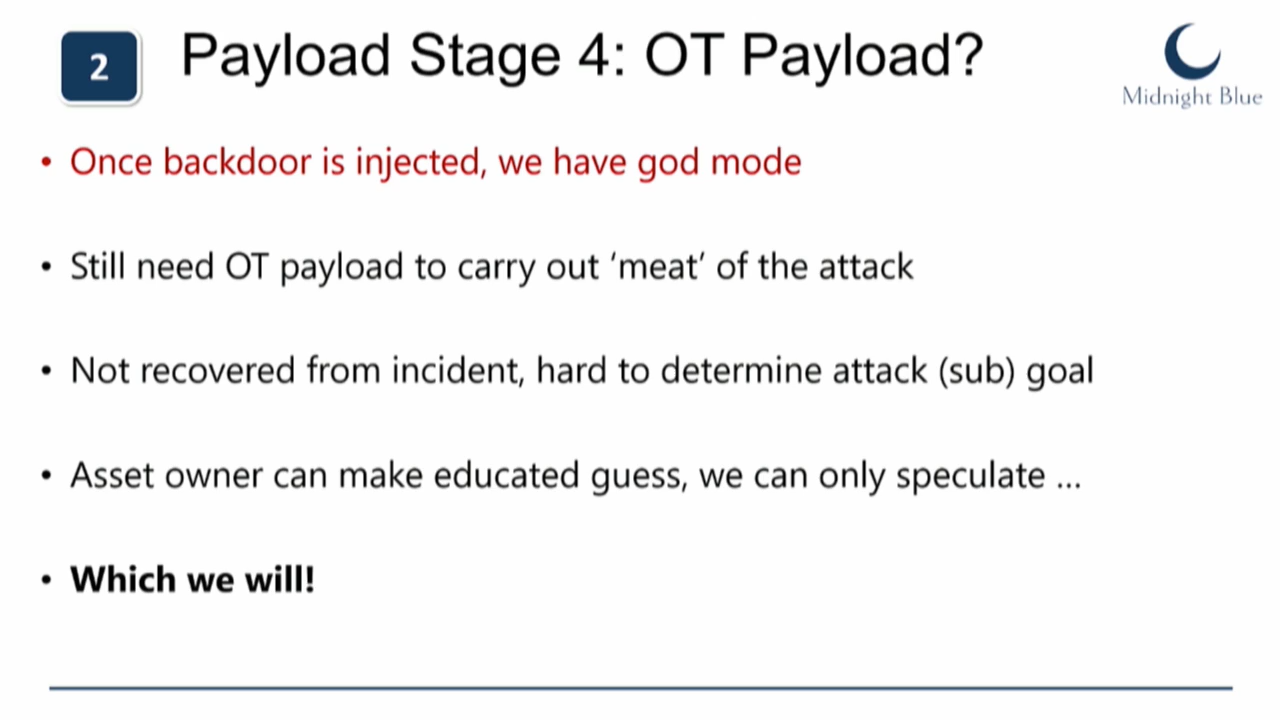 2
Payload Stage 4: OT Payload?
Midnight Blue
• Once backdoor is injected, we have god mode
• Still need OT payload to carry out ‘meat’ of the attack
• Not recovered from incident, hard to determine attack (sub) goal
• Asset owner can make educated guess, we can only speculate ...
• Which we will!